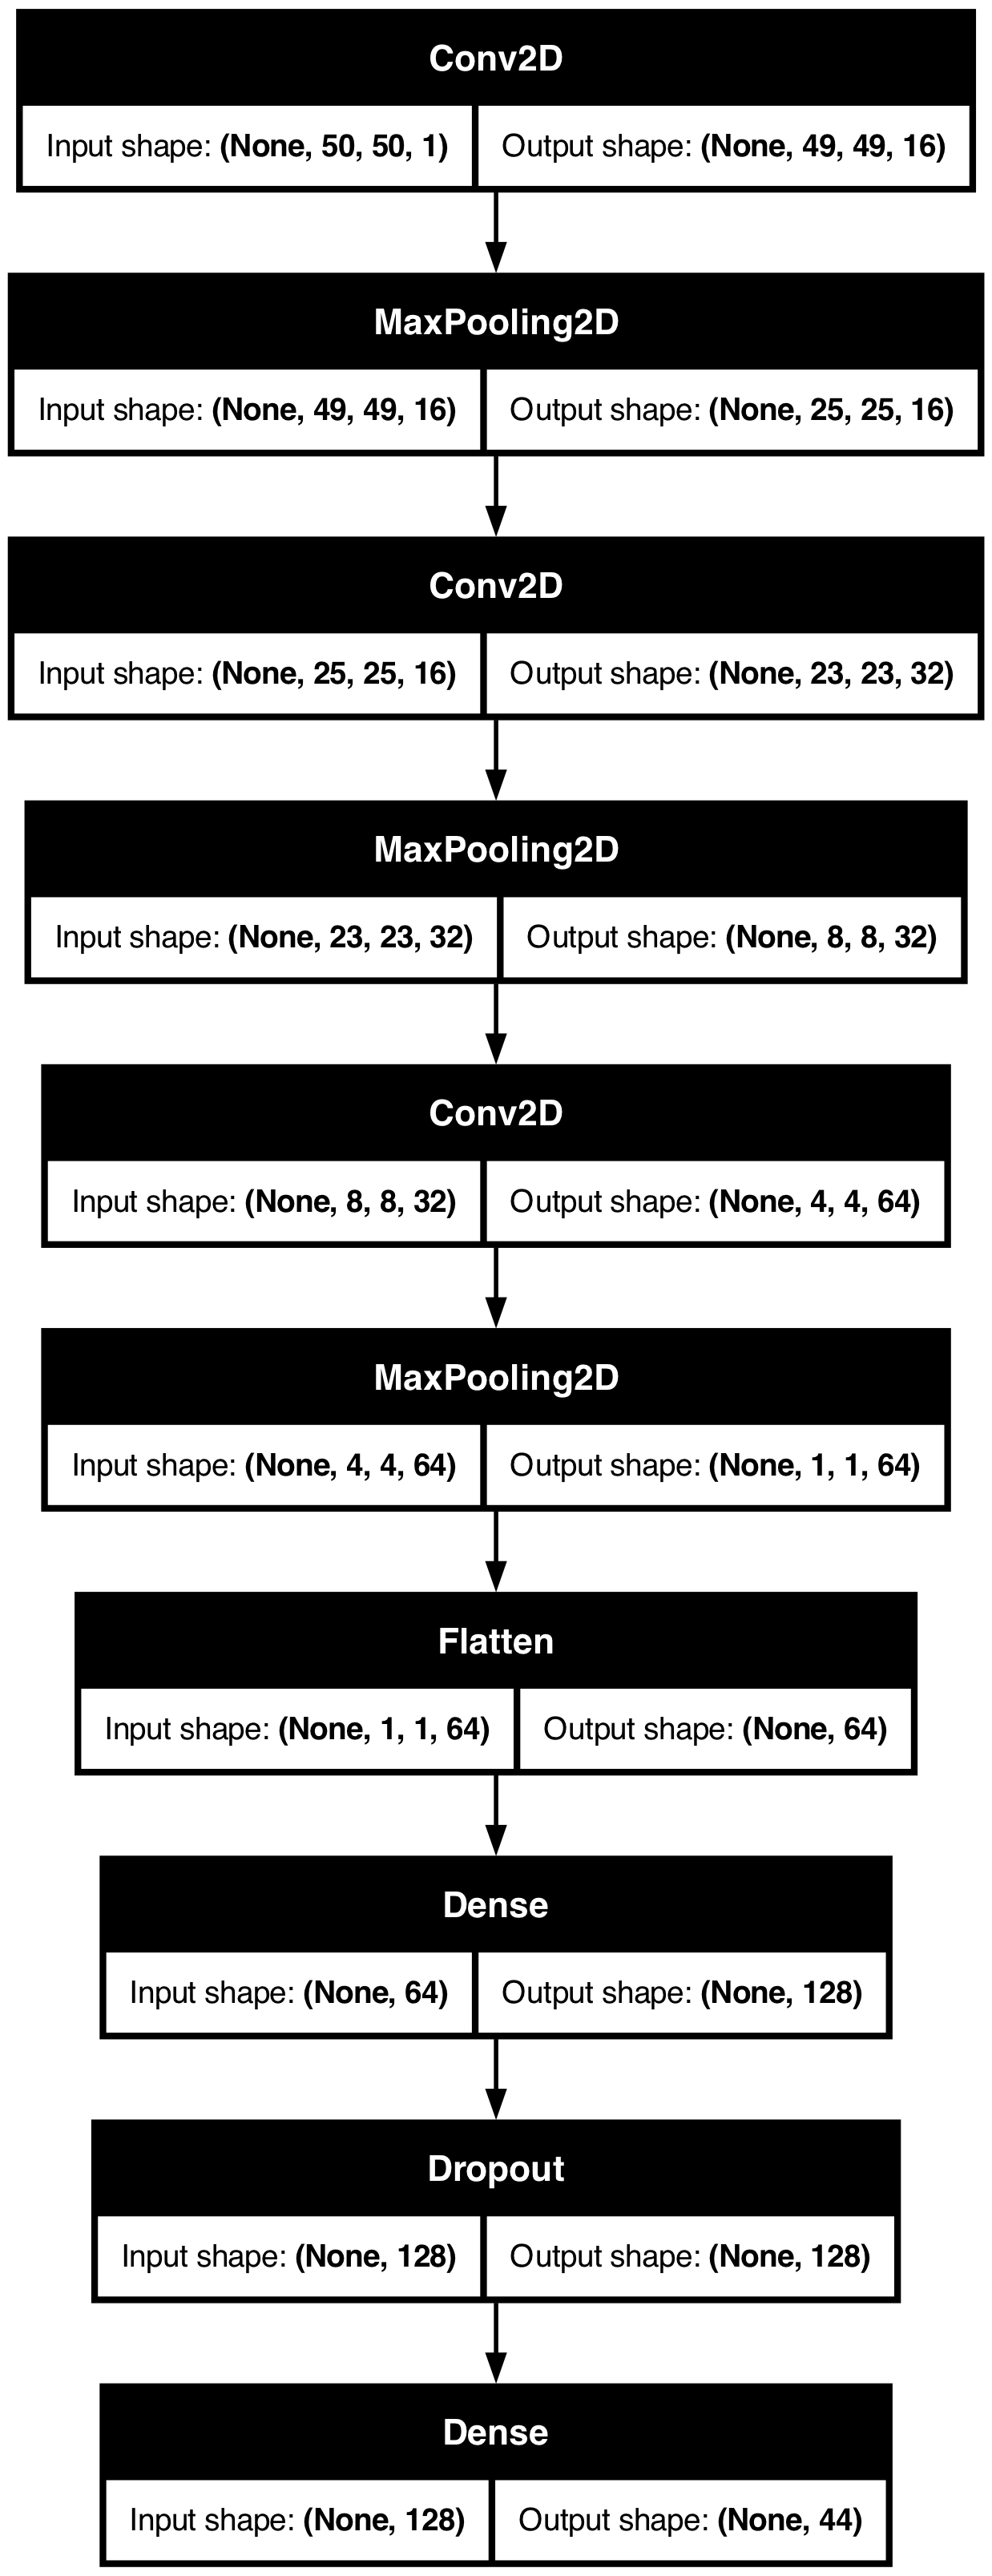 Conv2D
Input shape: (None, 50, 50, 1) Output shape: (None, 49, 49, 16)
MaxPooling2D
Input shape: (None, 49, 49, 16) Output shape: (None, 25, 25, 16)
Conv2D
Input shape: (None, 25, 25, 16) Output shape: (None, 23, 23, 32)
MaxPooling2D
Input shape: (None, 23, 23, 32) Output shape: (None, 8, 8, 32)
Conv2D
Input shape: (None, 8, 8, 32) Output shape: (None, 4, 4, 64)
MaxPooling2D
Input shape: (None, 4, 4, 64) Output shape: (None, 1, 1, 64)
Flatten
Input shape: (None, 1, 1, 64) Output shape: (None, 64)
Dense
Input shape: (None, 64) Output shape: (None, 128)
Dropout
Input shape: (None, 128) Output shape: (None, 128)
Dense
Input shape: (None, 128) Output shape: (None, 44)